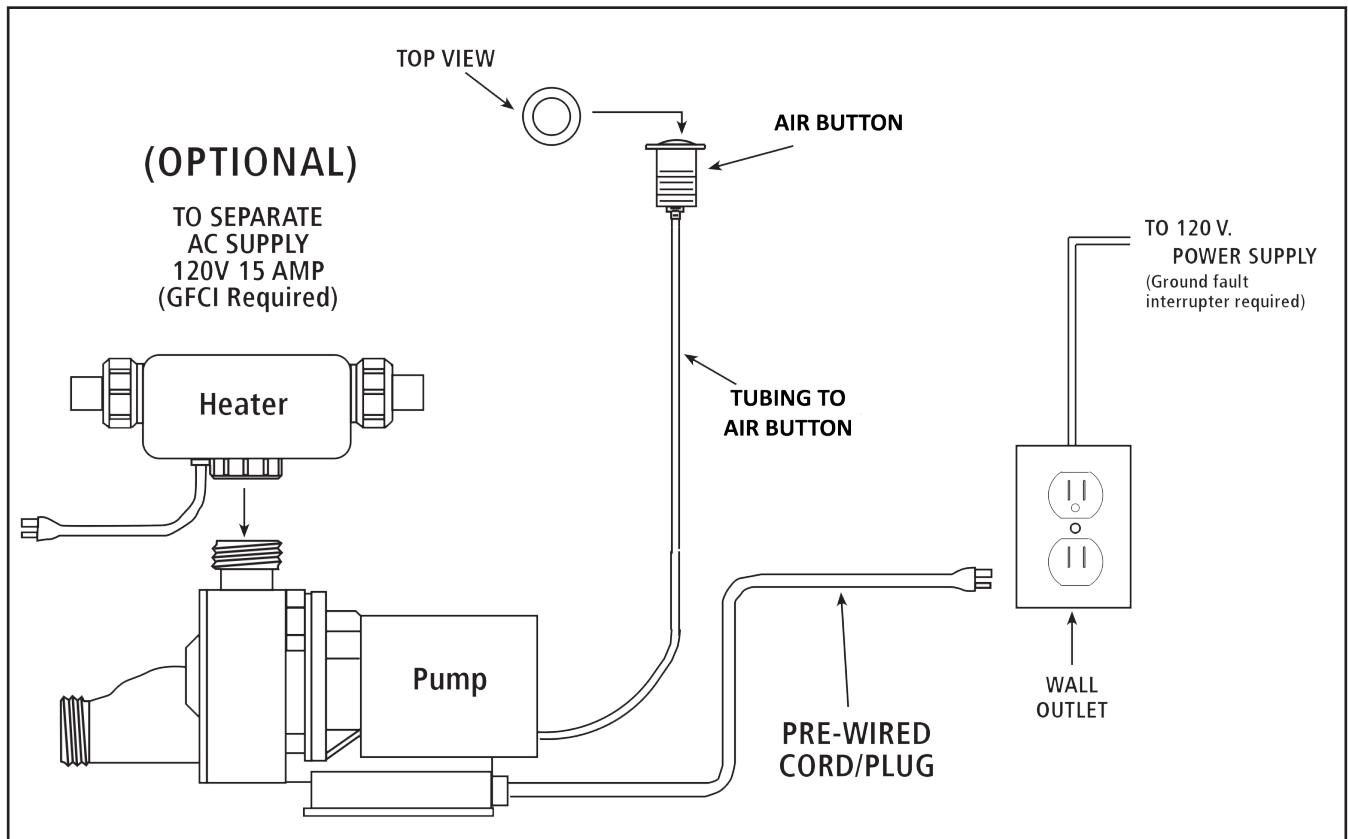 TOP VIEW
AIR BUTTON
(OPTIONAL)
TO SEPARATE
AC SUPPLY
120V 15 AMP
(GFCI Required)
TO 120 V.
POWER SUPPLY
(Ground fault
interrupter required)
Heater
TUBING TO
AIR BUTTON
Pump
WALL
OUTLET
PRE-WIRED
CORD/PLUG